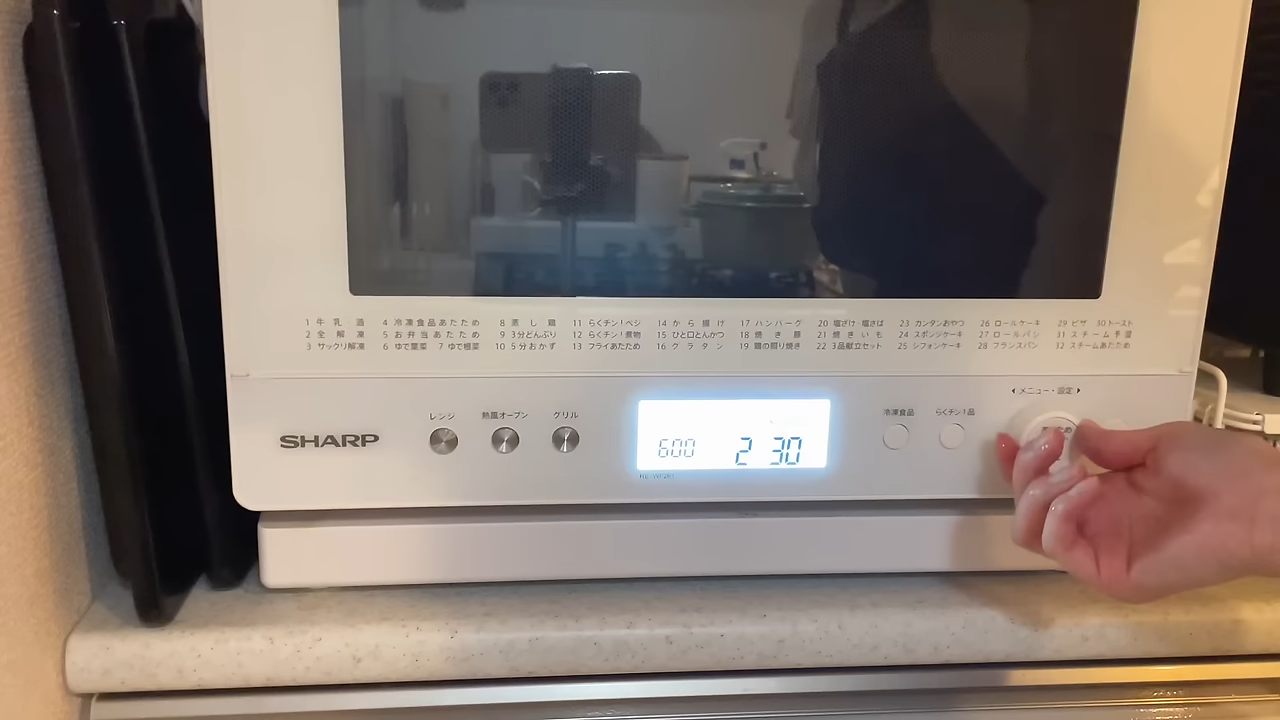 1 牛乳・酒 4 冷凍食品あたため 8 蒸し鶏 11 らくチン!ベジ 14 から揚げ 17 ハンバーグ 20 塩ざけ・塩さば 23 カンタンおやつ 26 ロールケーキ 29 ピザ 30 トースト
2 全解凍 5 お弁当あたため 9 3分どんぶり 12 らくチン!煮物 15 ひと口とんかつ 18 焼き豚 21 焼きいも 24 スポンジケーキ 27 ロールパン 31 スチーム予習
3 サックリ解凍 6 ゆで葉菜 7 ゆで根菜 10 5分おかず 13 フライあたため 16 グラタン 19 鶏の照り焼き 22 3品献立セット 25 シフォンケーキ 28 フランスパン 32 スチームあたため
メニュー・設定
レンジ 熱風オーブン グリル
冷凍食品 らくチン1品
SHARP
600 2 30